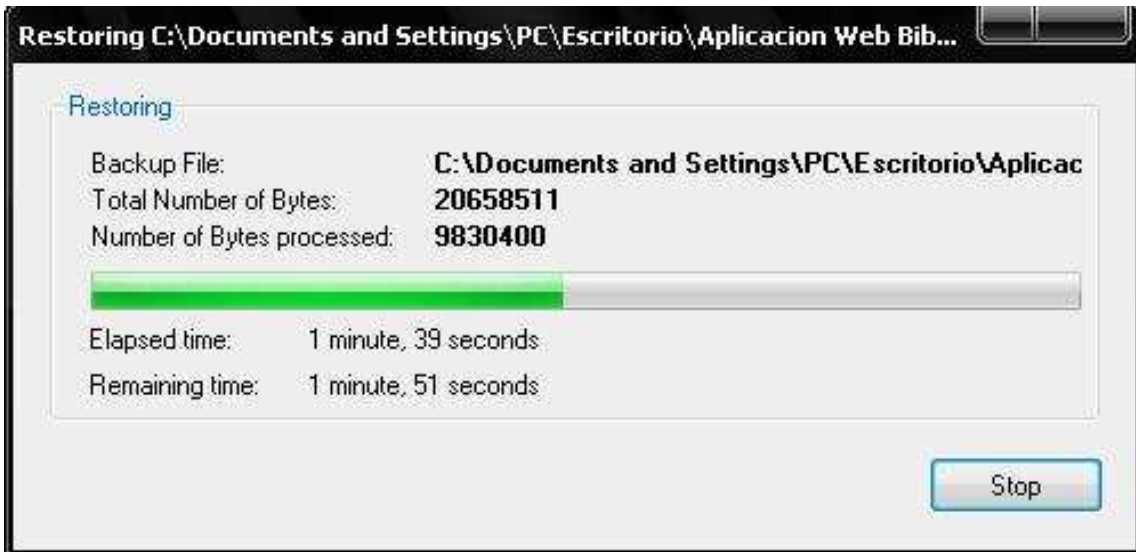 Restoring C:\Documents and Settings\PC\Escritorio\Aplicacion Web Bib...
Restoring
Backup File: C:\Documents and Settings\PC\Escritorio\Aplicac
Total Number of Bytes: 20658511
Number of Bytes processed: 9830400
Elapsed time: 1 minute, 39 seconds
Remaining time: 1 minute, 51 seconds
Stop